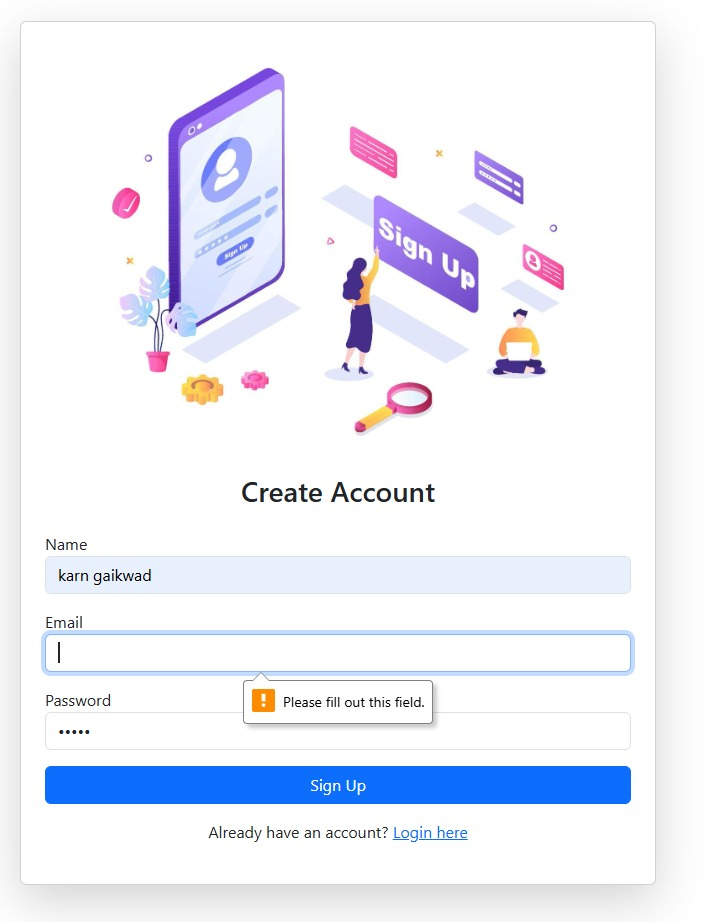 Sign Up
Sign Up
Create Account
Name
karn gaikwad
Email
Please fill out this field.
Password
•••••
Sign Up
Already have an account? Login here